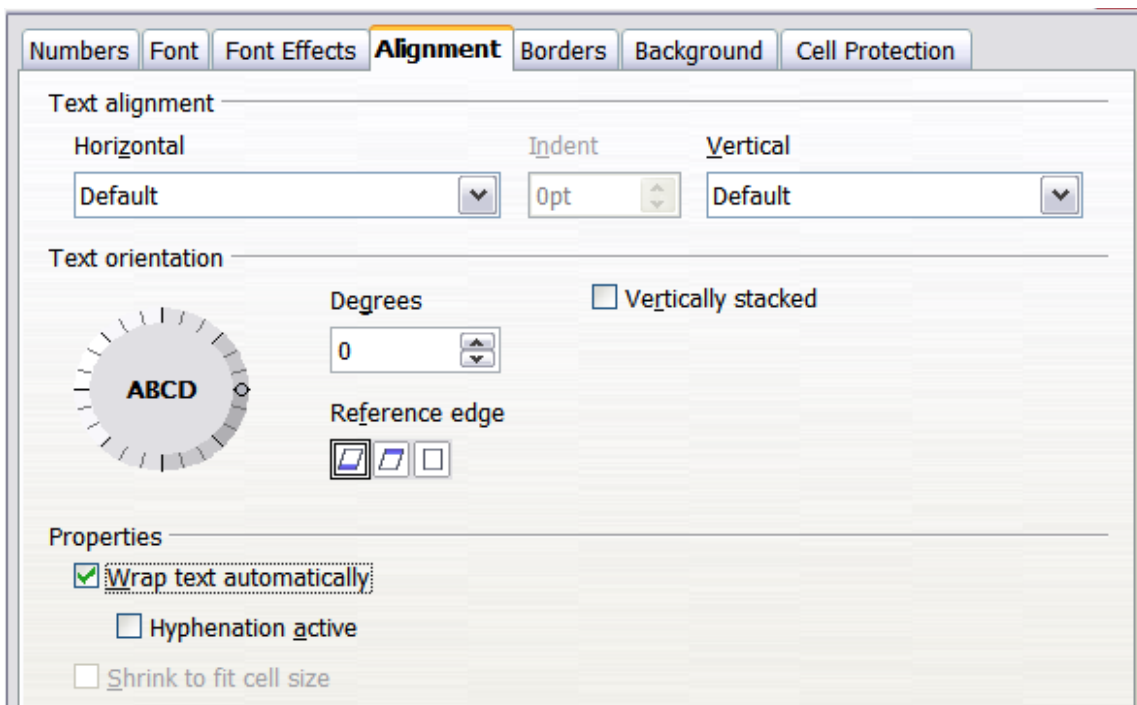 Numbers Font Font Effects Alignment Borders Background Cell Protection
Text alignment
Horizontal Indent Vertical
Default 0pt Default
Text orientation
Degrees Vertically stacked
0
ABCD
Reference edge
Properties
Wrap text automatically
Hyphenation active
Shrink to fit cell size